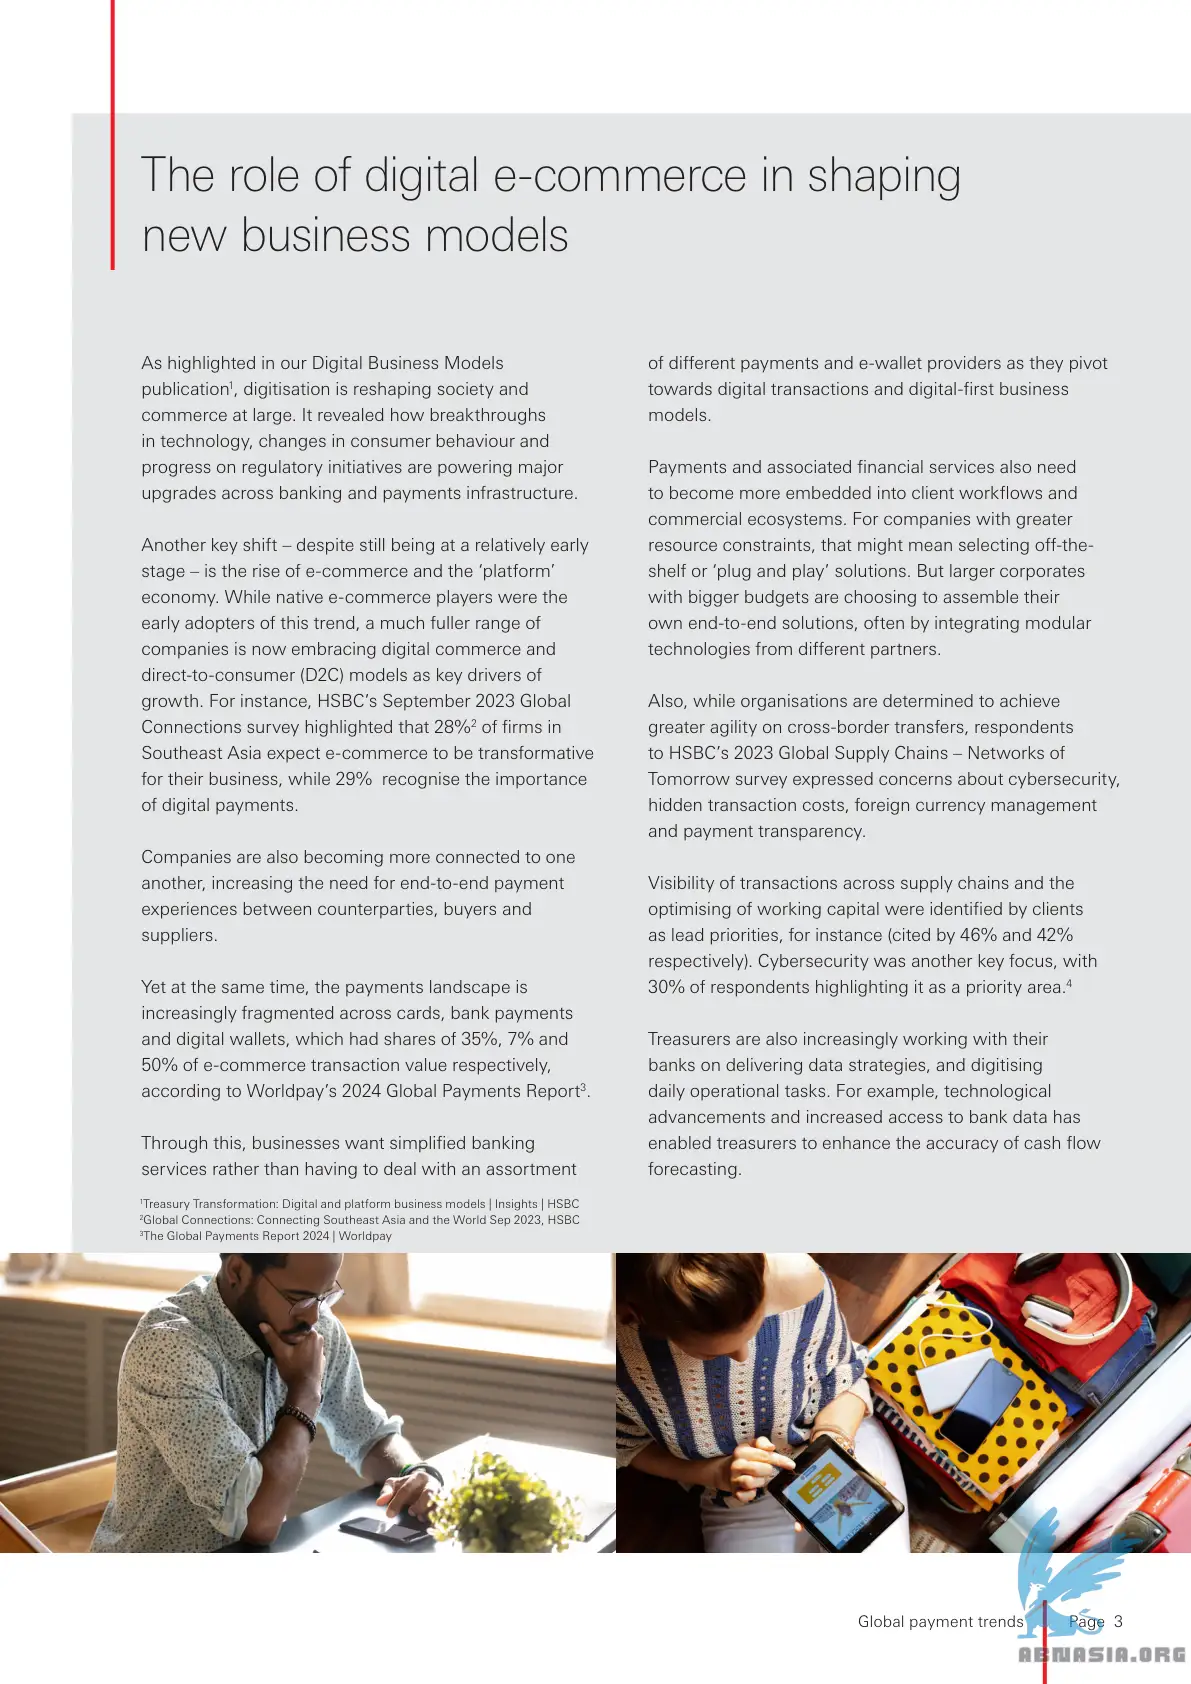 The role of digital e-commerce in shaping
new business models
As highlighted in our Digital Business Models
publication¹, digitisation is reshaping society and
commerce at large. It revealed how breakthroughs
in technology, changes in consumer behaviour and
progress on regulatory initiatives are powering major
upgrades across banking and payments infrastructure.
Another key shift – despite still being at a relatively early
stage – is the rise of e-commerce and the ‘platform’
economy. While native e-commerce players were the
early adopters of this trend, a much fuller range of
companies is now embracing digital commerce and
direct-to-consumer (D2C) models as key drivers of
growth. For instance, HSBC’s September 2023 Global
Connections survey highlighted that 28%² of firms in
Southeast Asia expect e-commerce to be transformative
for their business, while 29%  recognise the importance
of digital payments.
Companies are also becoming more connected to one
another, increasing the need for end-to-end payment
experiences between counterparties, buyers and
suppliers.
Yet at the same time, the payments landscape is
increasingly fragmented across cards, bank payments
and digital wallets, which had shares of 35%, 7% and
50% of e-commerce transaction value respectively,
according to Worldpay’s 2024 Global Payments Report³.
Through this, businesses want simplified banking
services rather than having to deal with an assortment
of different payments and e-wallet providers as they pivot
towards digital transactions and digital-first business
models.
Payments and associated financial services also need
to become more embedded into client workflows and
commercial ecosystems. For companies with greater
resource constraints, that might mean selecting off-the-
shelf or ‘plug and play’ solutions. But larger corporates
with bigger budgets are choosing to assemble their
own end-to-end solutions, often by integrating modular
technologies from different partners.
Also, while organisations are determined to achieve
greater agility on cross-border transfers, respondents
to HSBC’s 2023 Global Supply Chains – Networks of
Tomorrow survey expressed concerns about cybersecurity,
hidden transaction costs, foreign currency management
and payment transparency.
Visibility of transactions across supply chains and the
optimising of working capital were identified by clients
as lead priorities, for instance (cited by 46% and 42%
respectively). Cybersecurity was another key focus, with
30% of respondents highlighting it as a priority area.⁴
Treasurers are also increasingly working with their
banks on delivering data strategies, and digitising
daily operational tasks. For example, technological
advancements and increased access to bank data has
enabled treasurers to enhance the accuracy of cash flow
forecasting.
¹Treasury Transformation: Digital and platform business models | Insights | HSBC
²Global Connections: Connecting Southeast Asia and the World Sep 2023, HSBC
³The Global Payments Report 2024 | Worldpay
Global payment trends
Page 3
ABNASIA.ORG